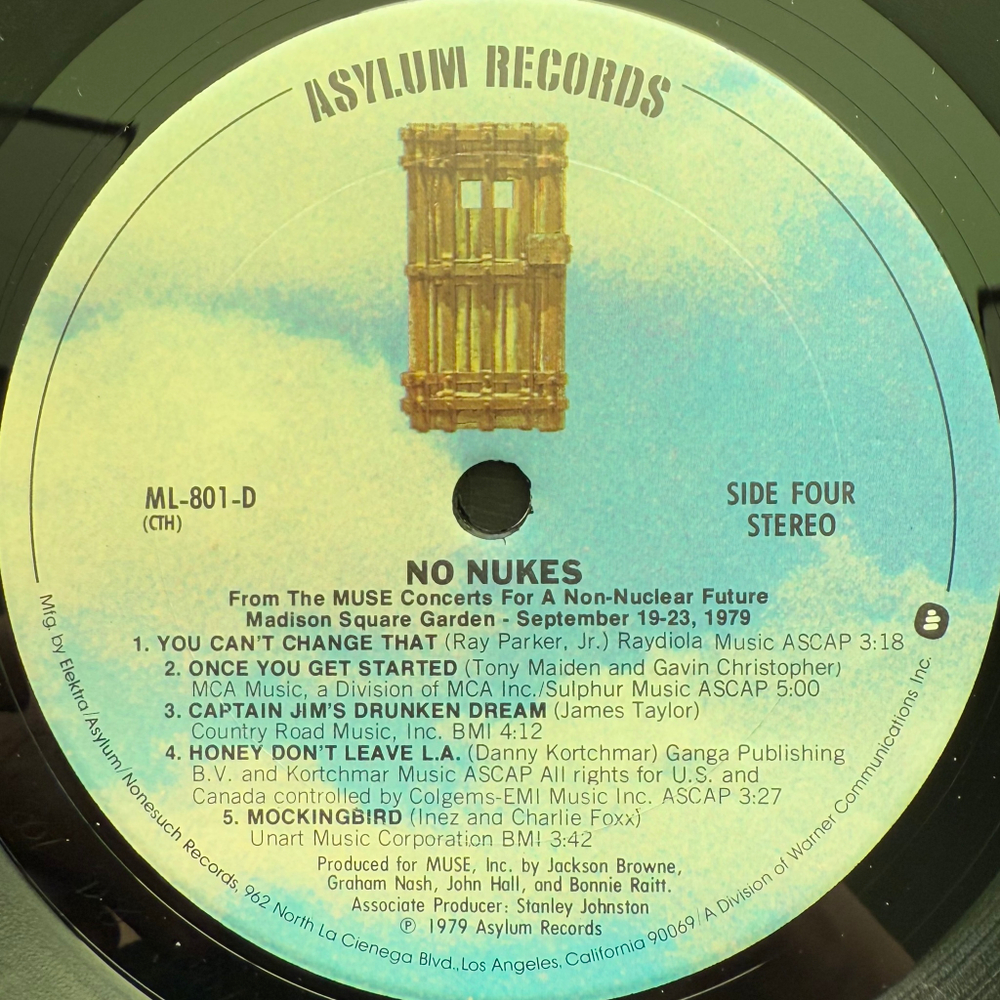 ASYLUM RECORDS
ML-801-D
(CTH)
SIDE FOUR
STEREO
NO NUKES
From The MUSE Concerts For A Non-Nuclear Future
Madison Square Garden - September 19-23, 1979
1. YOU CAN'T CHANGE THAT (Ray Parker, Jr.) Raydiola Music ASCAP 3:18
2. ONCE YOU GET STARTED (Tony Maiden and Gavin Christopher)
MCA Music, a Division of MCA Inc./Sulphur Music ASCAP 5:00
3. CAPTAIN JIM'S DRUNKEN DREAM (James Taylor)
Country Road Music, Inc. BMI 4:12
4. HONEY DON'T LEAVE L.A. (Danny Kortchmar) Ganga Publishing
B.V. and Kortchmar Music ASCAP All rights for U.S. and
Canada controlled by Colgems-EMI Music Inc. ASCAP 3:27
5. MOCKINGBIRD (Inez and Charlie Foxx)
Unart Music Corporation BMI 3:42
Produced for MUSE, Inc. by Jackson Browne,
Graham Nash, John Hall, and Bonnie Raitt.
Associate Producer: Stanley Johnston
℗ 1979 Asylum Records
Mfg. by Elektra/Asylum/Nonesuch Records, 962 North La Cienega Blvd., Los Angeles, California 90069/A Division of Warner Communications Inc.